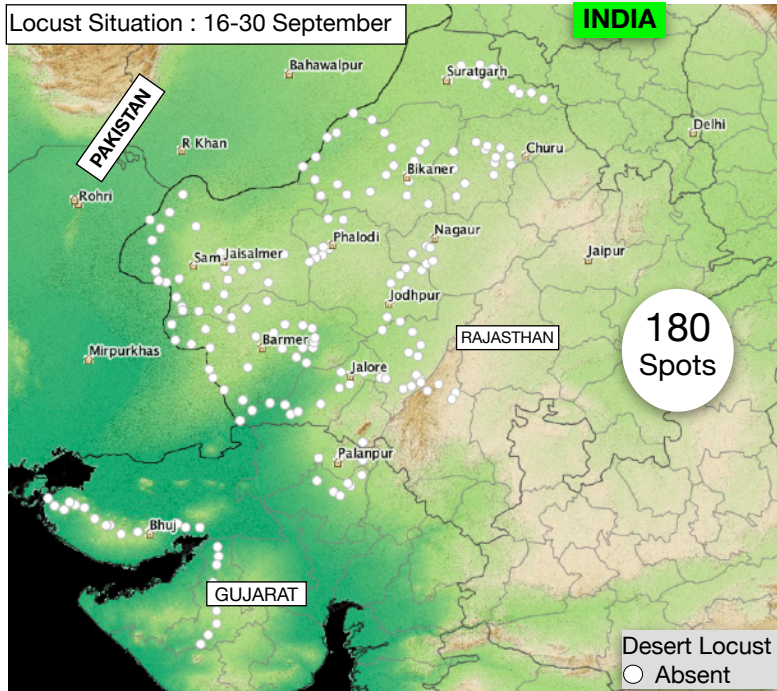 Locust Situation : 16-30 September
INDIA
Bahawalpur
Suratgarh
PAKISTAN
Delhi
R Khan
Churu
Bikaner
Rohri
Nagaur
Phalodi
Sam
Jaisalmer
Jaipur
Jodhpur
180
Spots
RAJASTHAN
Barmer
Mirpurkhas
Jalore
Palanpur
Bhuj
GUJARAT
Desert Locust
Absent